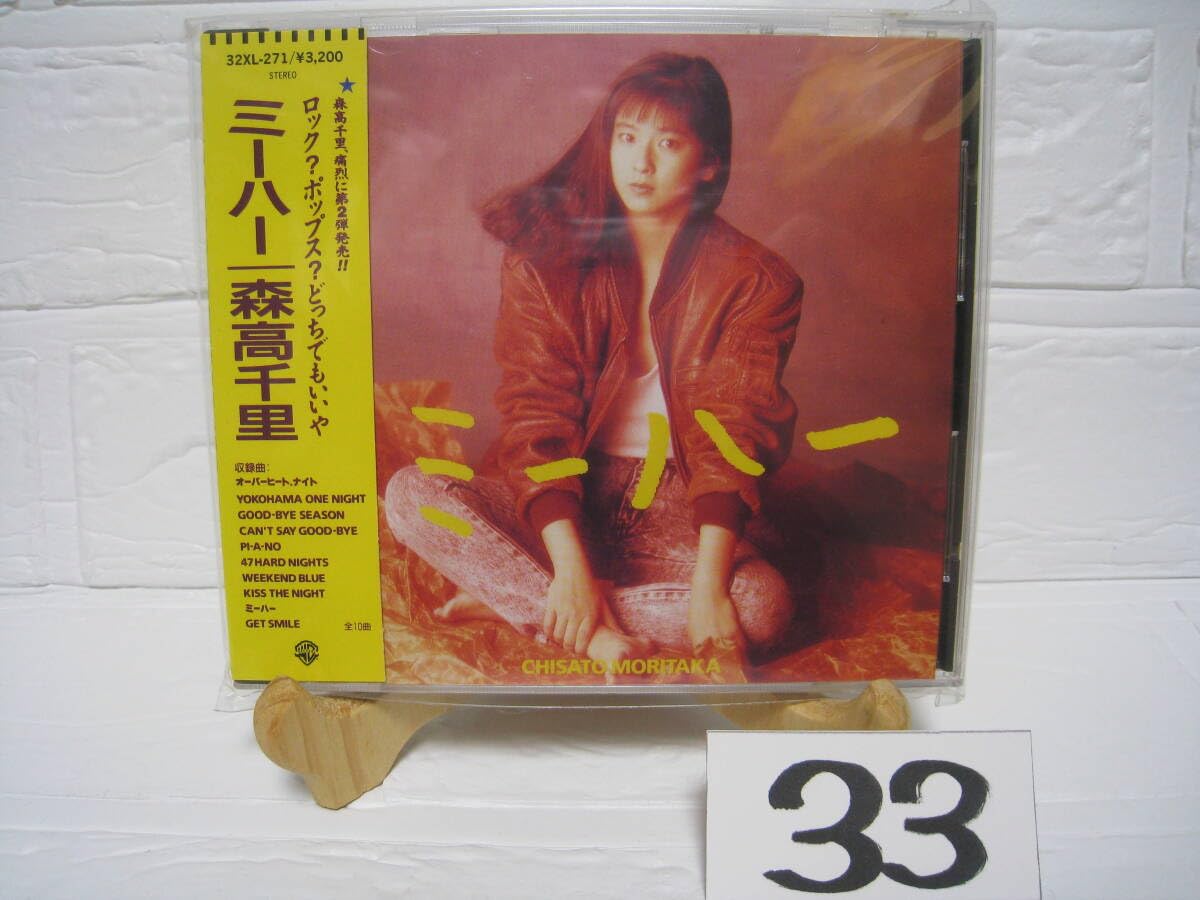 32XL-271/¥3,200
STEREO
★森高千里、痛烈に第2弾発売!!
ロック?ポップス?どっちでもいいや
ミーハー|森高千里
収録曲:
オーバーヒート、ナイト
YOKOHAMA ONE NIGHT
GOOD-BYE SEASON
CAN'T SAY GOOD-BYE
PI-A-NO
47 HARD NIGHTS
WEEKEND BLUE
KISS THE NIGHT
ミーハー
GET SMILE
全10曲
ミーハー
CHISATO MORITAKA
33